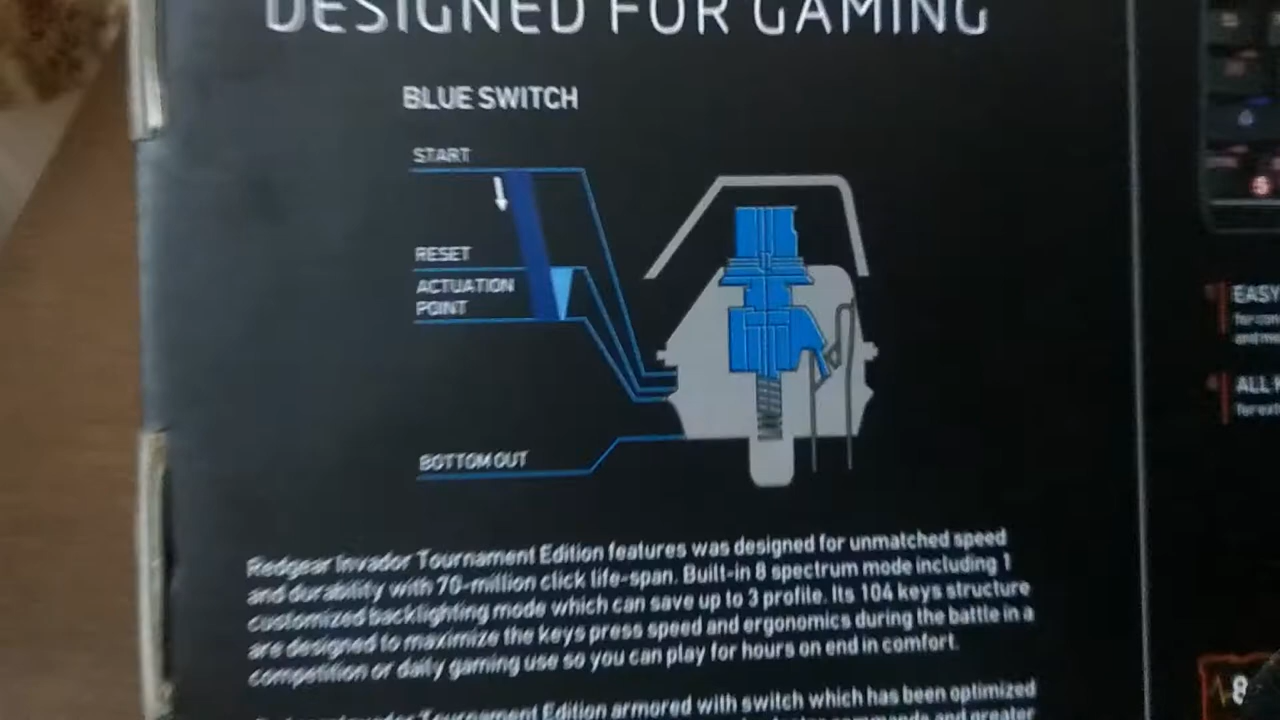 DESIGNED FOR GAMING
BLUE SWITCH
START
RESET
ACTUATION
POINT
BOTTOM OUT
Redgear Invador Tournament Edition features was designed for unmatched speed
and durability with 70-million click life-span. Built-in 8 spectrum mode including 1
customized backlighting mode which can save up to 3 profile. Its 104 keys structure
are designed to maximize the keys press speed and ergonomics during the battle in a
competition or daily gaming use so you can play for hours on end in comfort.
Tournament Edition armored with switch which has been optimized
commands and greater
EASY
ALL
8